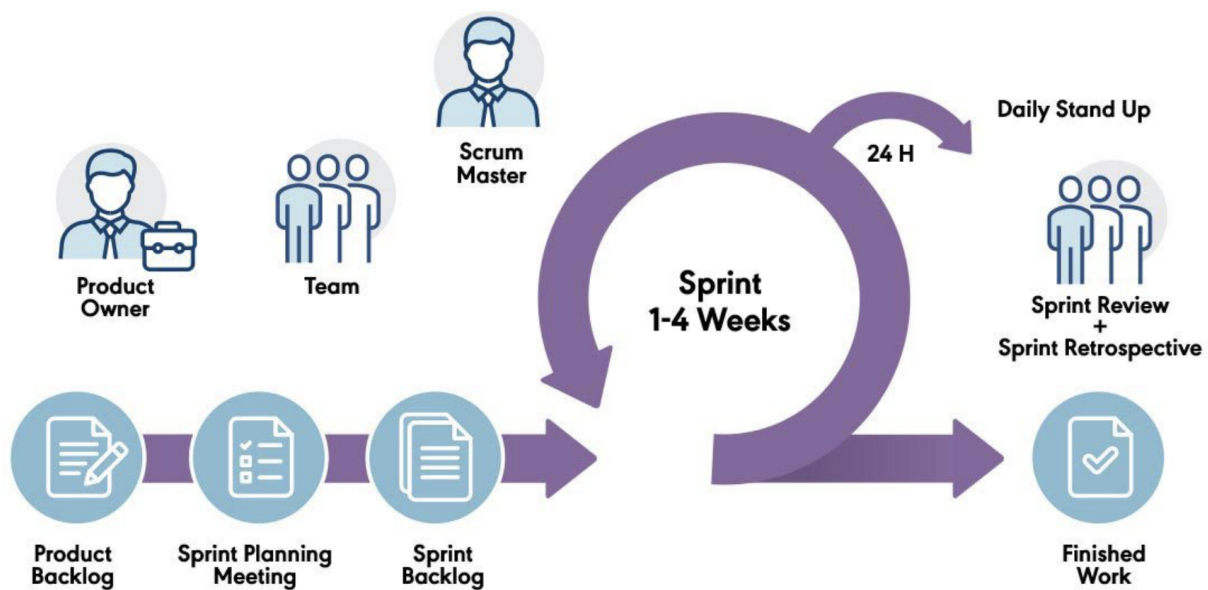 Scrum
Master
Daily Stand Up
24 H
Product
Owner
Team
Sprint
1-4 Weeks
Sprint Review
+
Sprint Retrospective
Product
Backlog
Sprint Planning
Meeting
Sprint
Backlog
Finished
Work